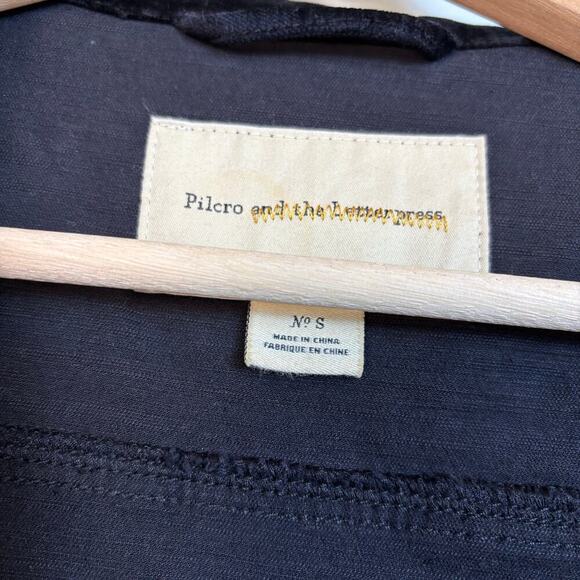 Pilcro and the Letterpress
Nº S
MADE IN CHINA
FABRIQUE EN CHINE